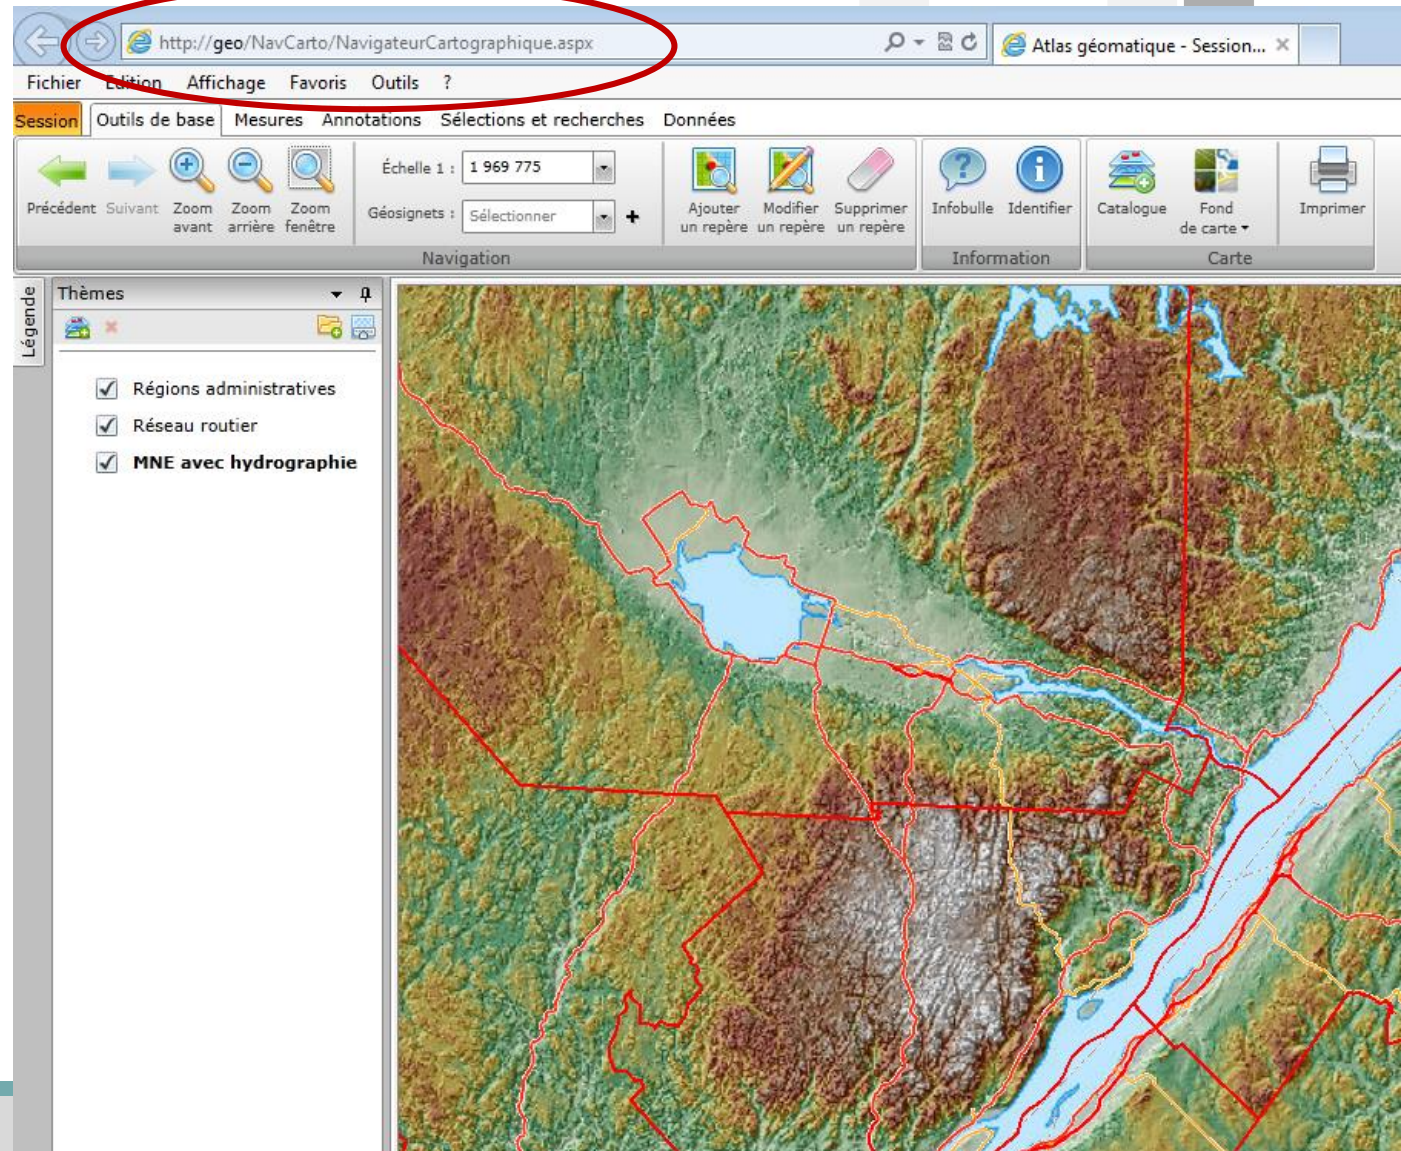 http://geo/NavCarto/NavigateurCartographique.aspx
Atlas géomatique - Session...
Fichier Edition Affichage Favoris Outils ?
Session Outils de base Mesures Annotations Sélections et recherches Données
Échelle 1 : 1 969 775
Géosignets : Sélectionner
Précédent Suivant Zoom avant Zoom arrière Zoom fenêtre
Ajouter un repère Modifier un repère Supprimer un repère
Infobulle Identifier
Catalogue Fond de carte Imprimer
Navigation Information Carte
Légende
Thèmes
Régions administratives
Réseau routier
MNE avec hydrographie